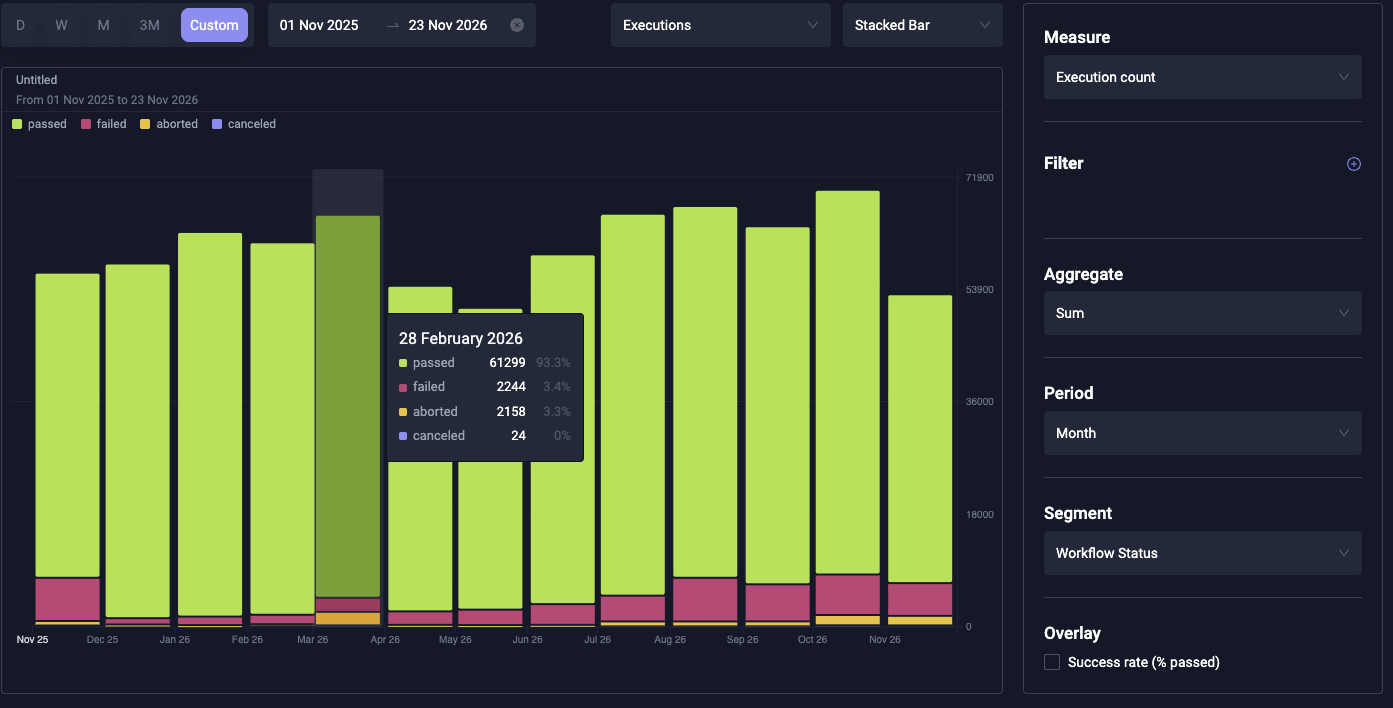 D W M 3M Custom 01 Nov 2025 → 23 Nov 2026 Executions Stacked Bar
Untitled
From 01 Nov 2025 to 23 Nov 2026
passed failed aborted canceled
71900
53900
36000
18000
0
28 February 2026
passed 61299 93.3%
failed 2244 3.4%
aborted 2158 3.3%
canceled 24 0%
Nov 25 Dec 25 Jan 26 Feb 26 Mar 26 Apr 26 May 26 Jun 26 Jul 26 Aug 26 Sep 26 Oct 26 Nov 26
Measure
Execution count
Filter
Aggregate
Sum
Period
Month
Segment
Workflow Status
Overlay
Success rate (% passed)